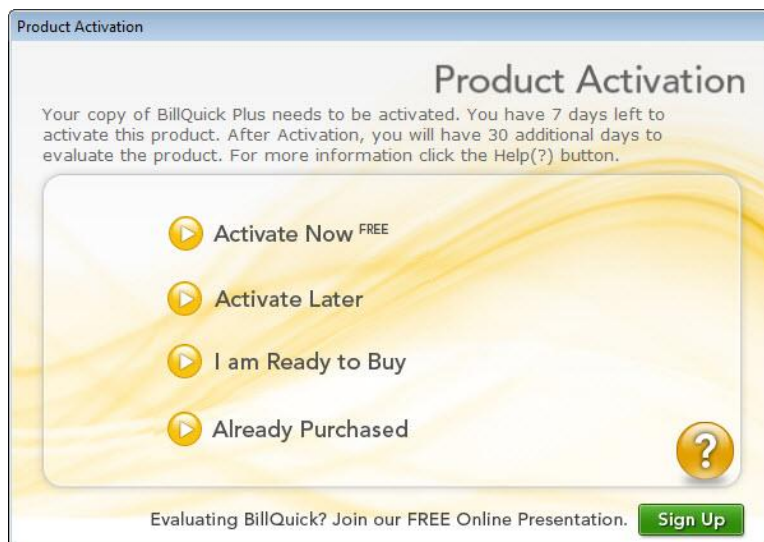 Product Activation
Product Activation
Your copy of BillQuick Plus needs to be activated. You have 7 days left to
activate this product. After Activation, you will have 30 additional days to
evaluate the product. For more information click the Help(?) button.
Activate Now FREE
Activate Later
I am Ready to Buy
Already Purchased
?
Evaluating BillQuick? Join our FREE Online Presentation. Sign Up